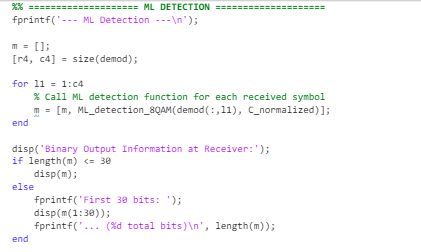 %% ==================== ML DETECTION ====================
fprintf('--- ML Detection ---\n');
m = [];
[r4, c4] = size(demod);
for l1 = 1:c4
% Call ML detection function for each received symbol
m = [m, ML_detection_8QAM(demod(:,l1), C_normalized)];
end
disp('Binary Output Information at Receiver:');
if length(m) <= 30
disp(m);
else
fprintf('First 30 bits: ');
disp(m(1:30));
fprintf('... (%d total bits)\n', length(m));
end